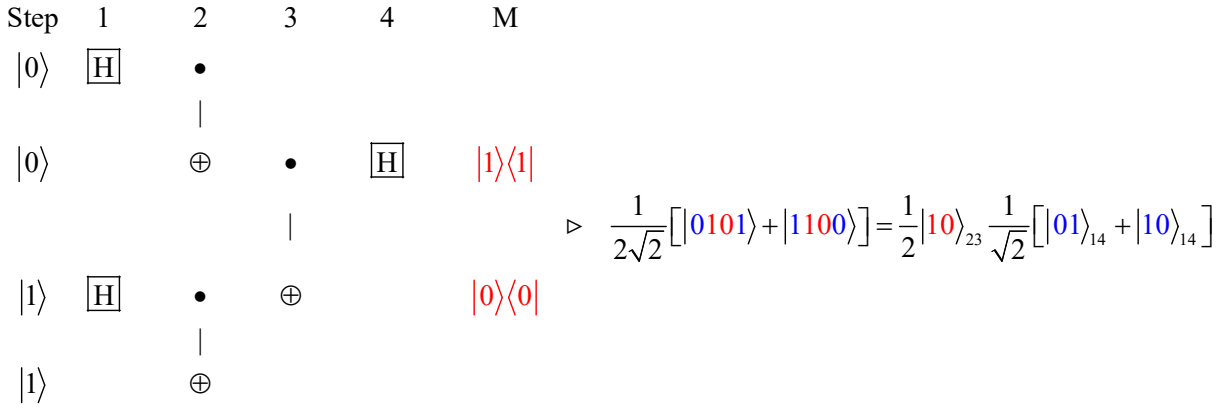 Step 1 2 3 4 M
|0⟩ H •
|
|0⟩ ⊕ • H |1⟩⟨1|
| ▹ 1/(2√2) [|0101⟩ + |1100⟩] = 1/2 |10⟩₂₃ 1/√2 [|01⟩₁₄ + |10⟩₁₄]
|1⟩ H • ⊕ |0⟩⟨0|
|
|1⟩ ⊕